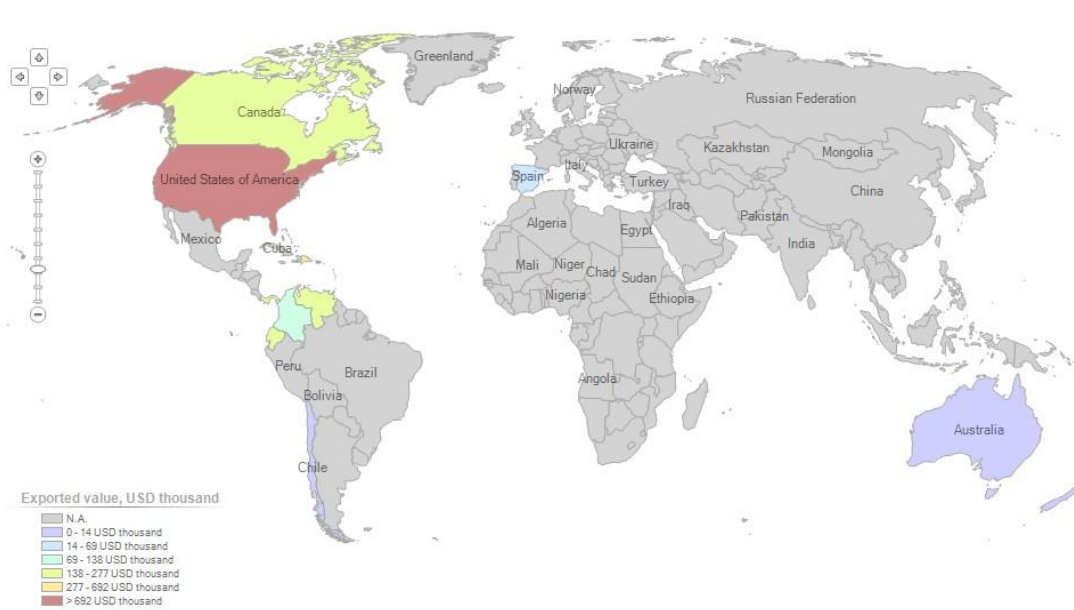 Greenland
Norway
Russian Federation
Canada
Ukraine
Kazakhstan
Mongolia
Italy
United States of America
Spain
Turkey
China
Iraq
Pakistan
Algeria
Egypt
Mexico
Cuba
India
Mali
Niger
Chad
Sudan
Nigeria
Ethiopia
Peru
Brazil
Angola
Bolivia
Australia
Chile
Exported value, USD thousand
N.A.
0 - 14 USD thousand
14 - 69 USD thousand
69 - 138 USD thousand
138 - 277 USD thousand
277 - 692 USD thousand
> 692 USD thousand